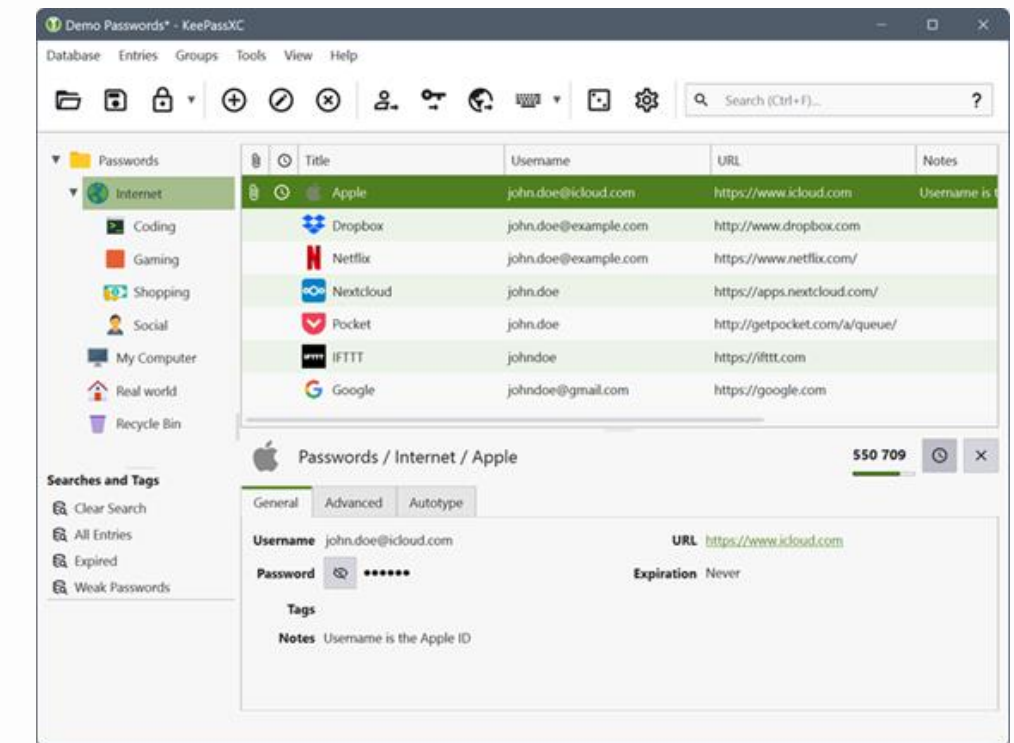 Demo Passwords* - KeePassXC
Database Entries Groups Tools View Help
Search (Ctrl+F)... ?
Passwords
Internet
Coding
Gaming
Shopping
Social
My Computer
Real world
Recycle Bin
Searches and Tags
Clear Search
All Entries
Expired
Weak Passwords
Title Username URL Notes
Apple john.doe@icloud.com https://www.icloud.com Username is t
Dropbox john.doe@example.com http://www.dropbox.com
Netflix john.doe@example.com https://www.netflix.com/
Nextcloud john.doe https://apps.nextcloud.com/
Pocket john.doe http://getpocket.com/a/queue/
IFTTT IFTTT johndoe https://ifttt.com
Google johndoe@gmail.com https://google.com
Passwords / Internet / Apple 550 709
General Advanced Autotype
Username john.doe@icloud.com URL https://www.icloud.com
Password ●●●●●● Expiration Never
Tags
Notes Username is the Apple ID